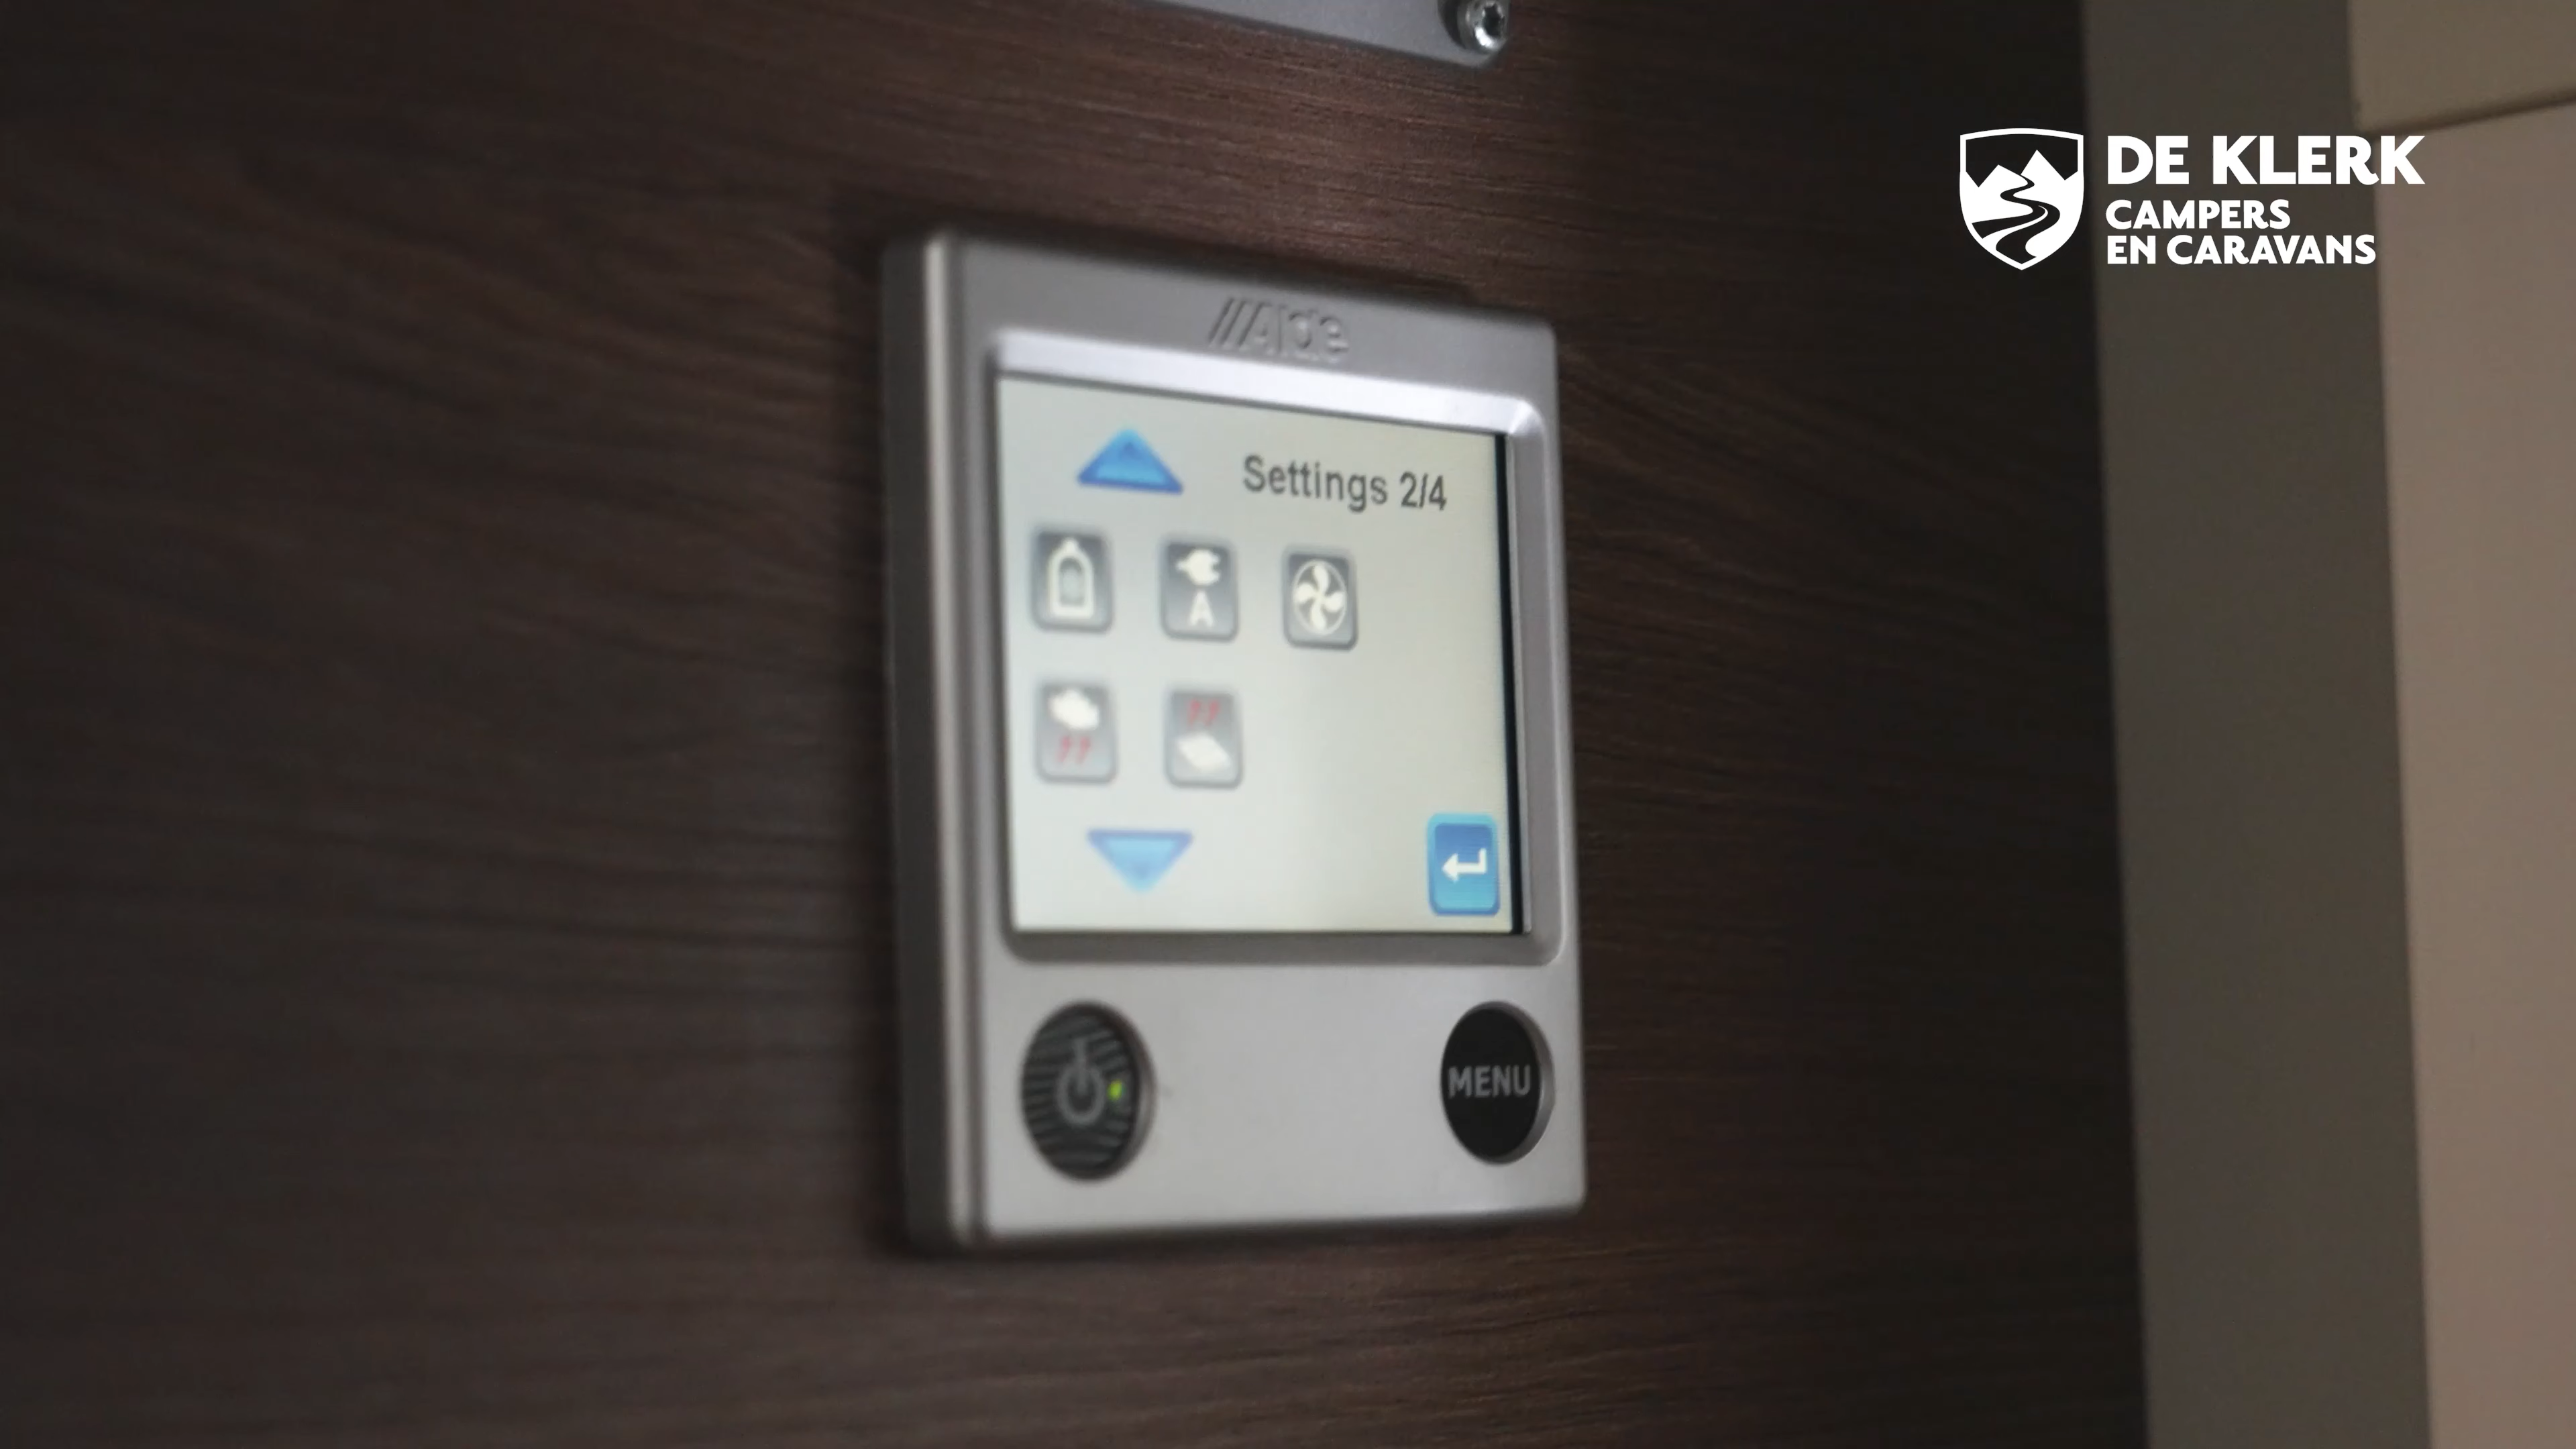 DE KLERK
CAMPERS
EN CARAVANS
Alde
Settings 2/4
A
MENU